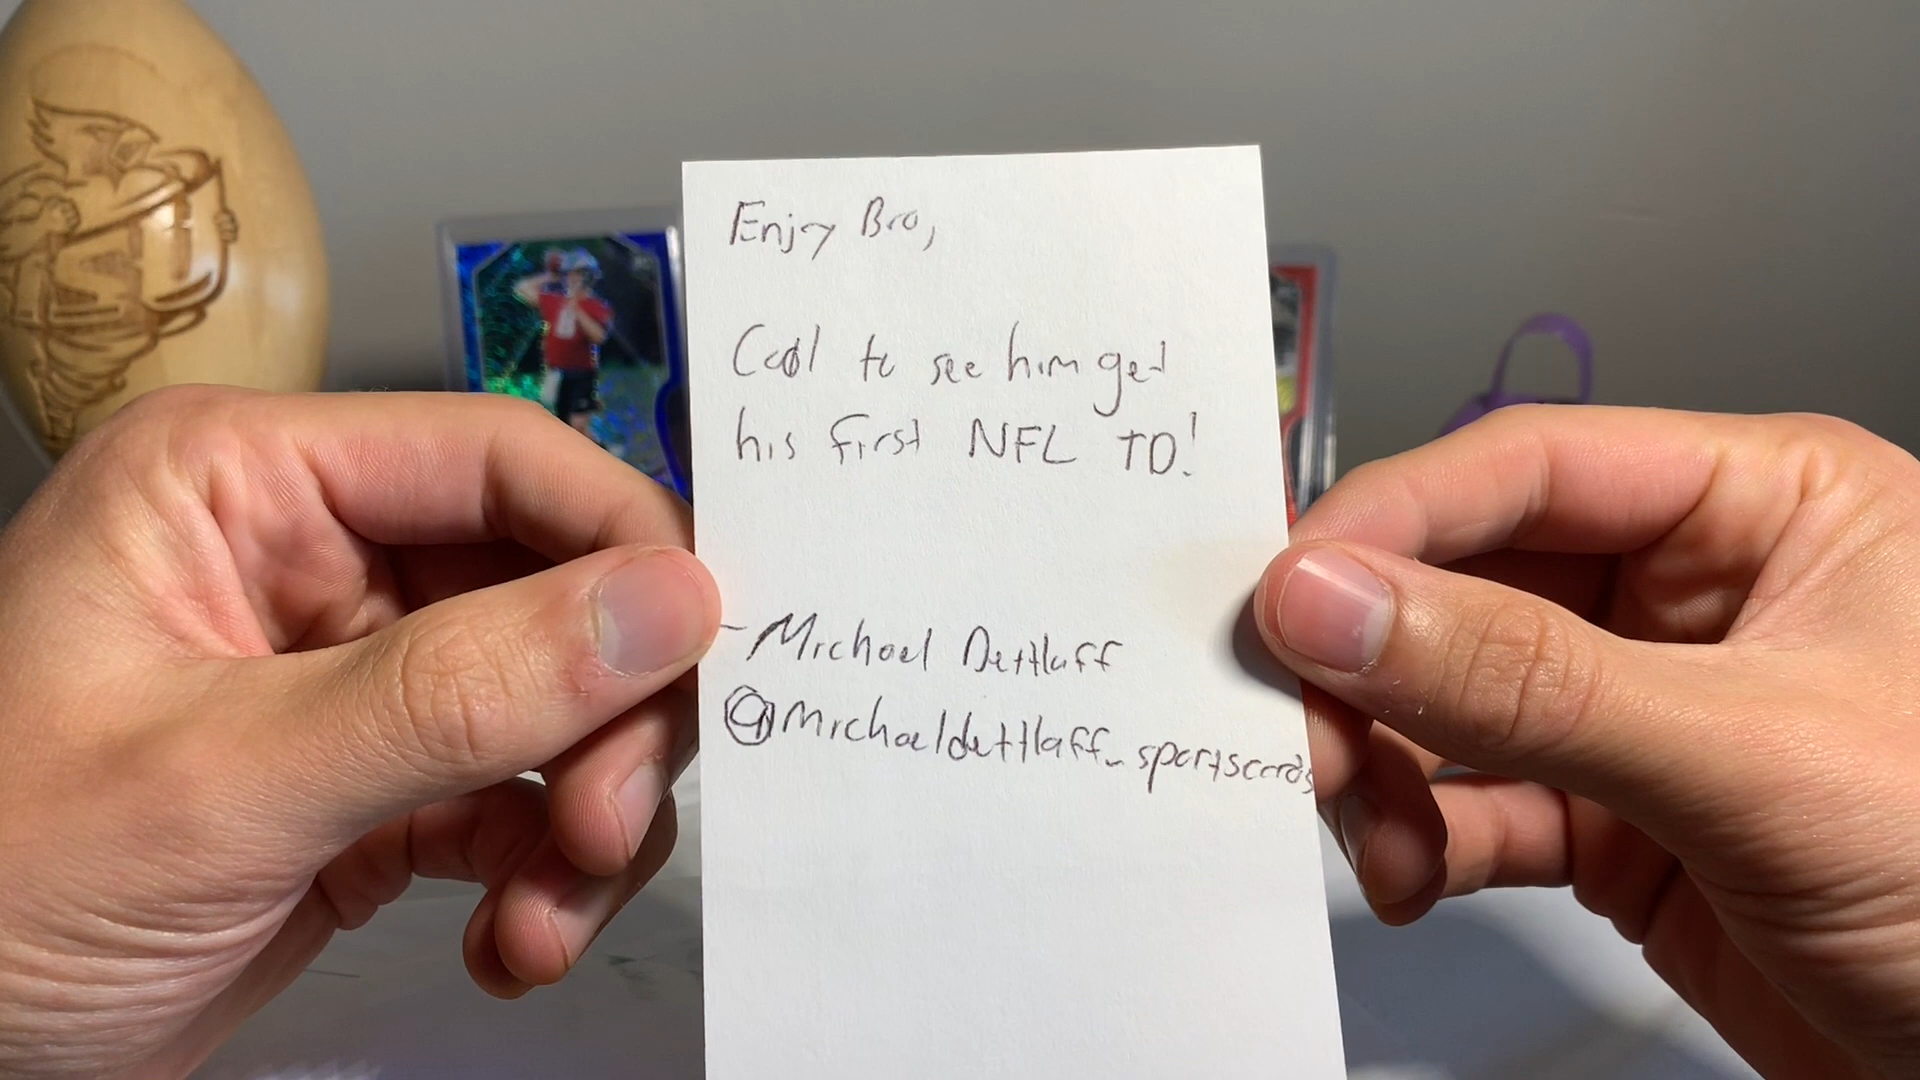 Enjoy Bro,
Cool to see him get
his first NFL TD!
- Michael Dettlaff
@michaeldettlaff_sportscards